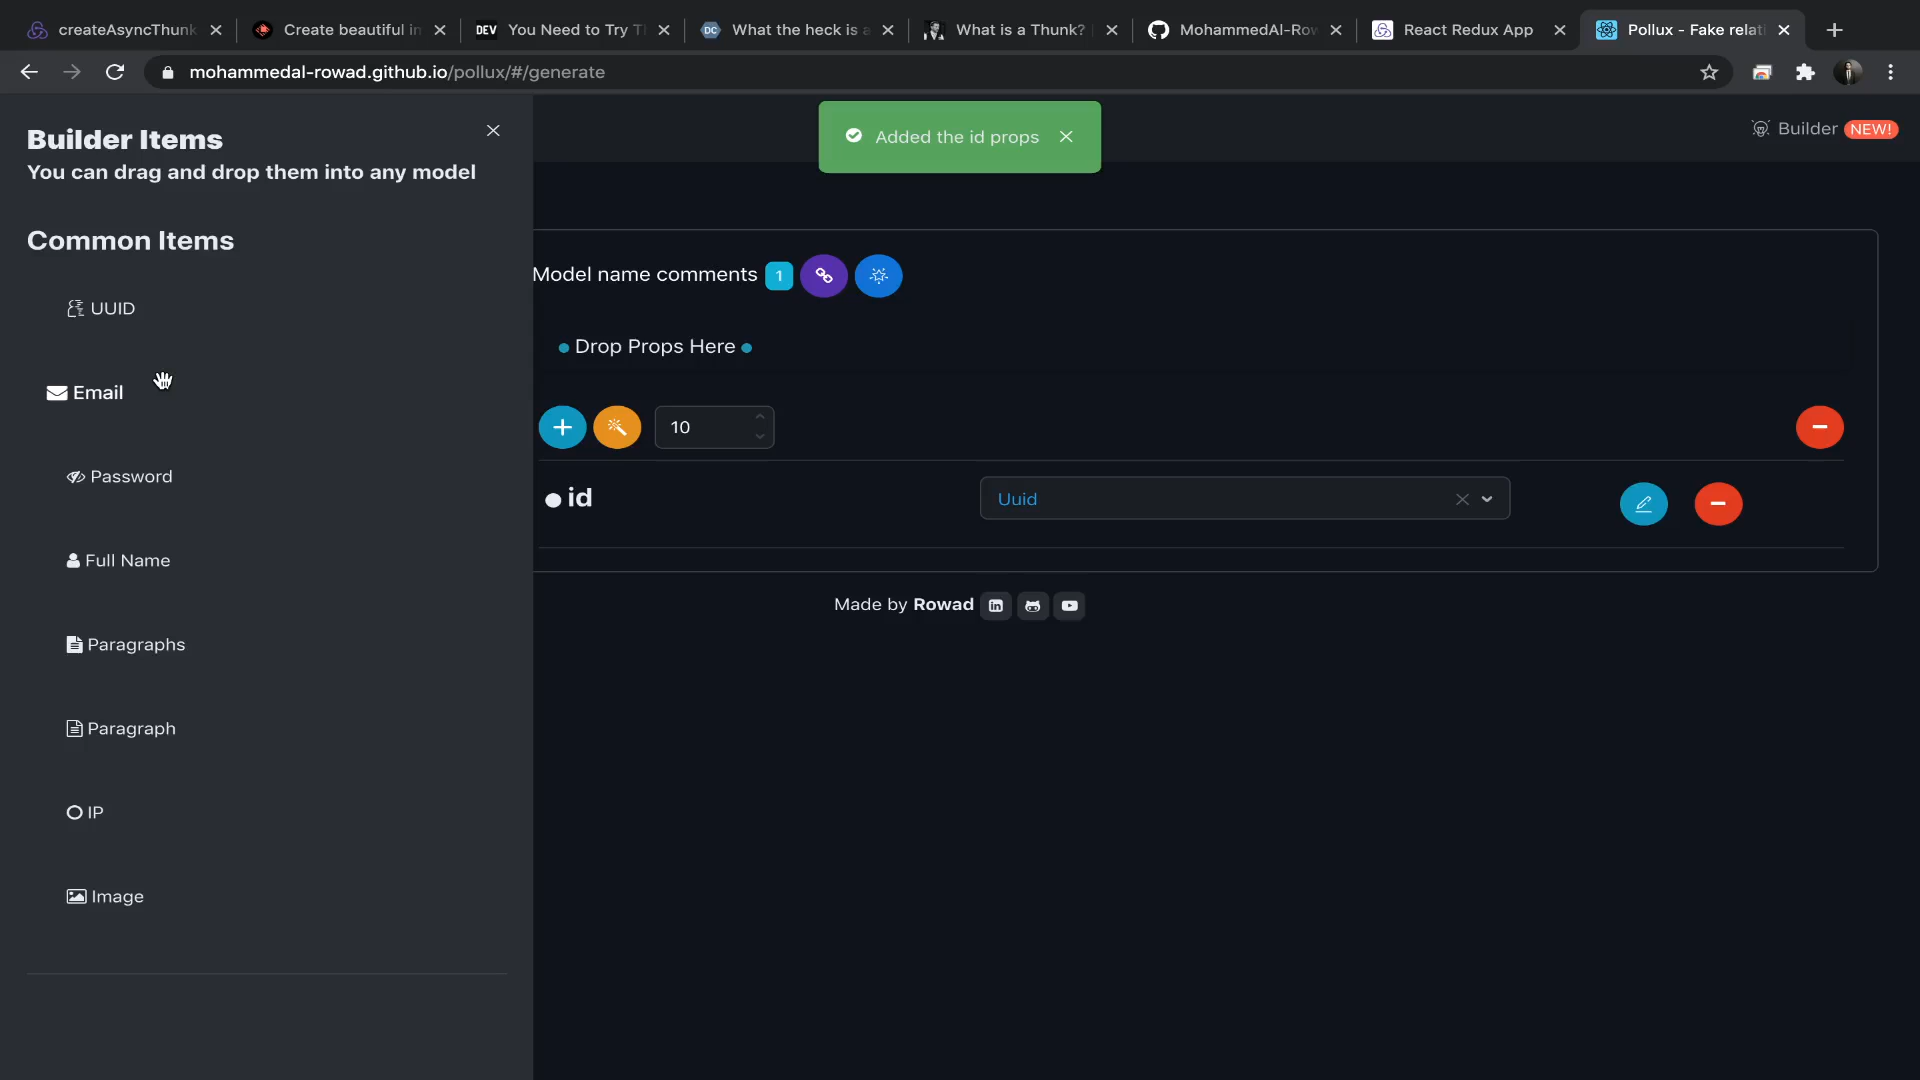 createAsyncThunk
Create beautiful in
DEV You Need to Try Th
DC What the heck is a
What is a Thunk?
MohammedAl-Row
React Redux App
Pollux - Fake relat
mohammedal-rowad.github.io/pollux/#/generate
Builder Items
You can drag and drop them into any model
Common Items
UUID
Email
Password
Full Name
Paragraphs
Paragraph
IP
Image
Added the id props
Builder NEW!
Model name comments 1
Drop Props Here
10
id
Uuid
Made by Rowad